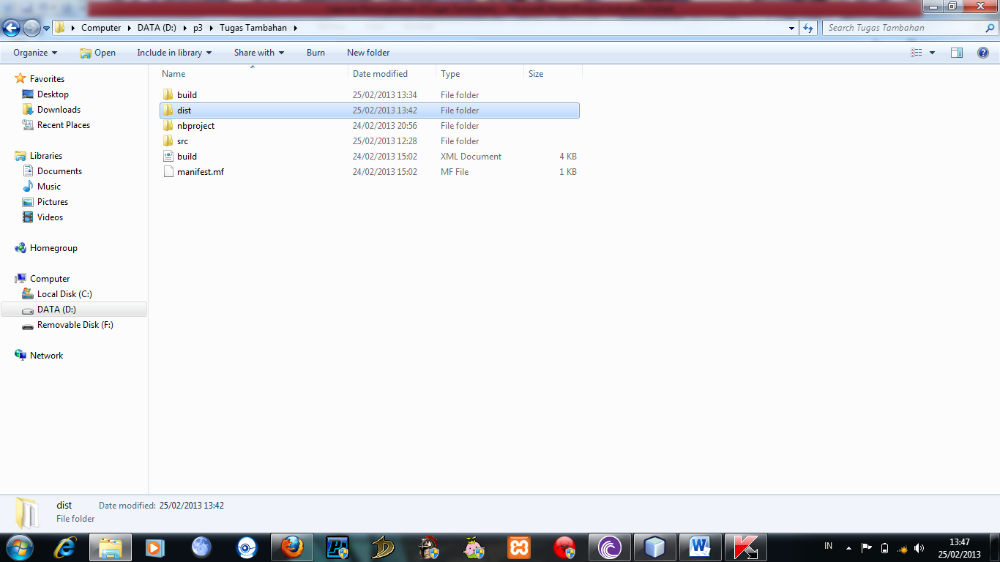 Computer DATA (D:) p3 Tugas Tambahan Search Tugas Tambahan
Organize Open Include in library Share with Burn New folder
Name Date modified Type Size
build 25/02/2013 13:34 File folder
dist 25/02/2013 13:42 File folder
nbproject 24/02/2013 20:56 File folder
src 25/02/2013 12:28 File folder
build 24/02/2013 15:02 XML Document 4 KB
manifest.mf 24/02/2013 15:02 MF File 1 KB
Favorites
Desktop
Downloads
Recent Places
Libraries
Documents
Music
Pictures
Videos
Homegroup
Computer
Local Disk (C:)
DATA (D:)
Removable Disk (F:)
Network
dist Date modified: 25/02/2013 13:42
File folder
IN
13:47
25/02/2013